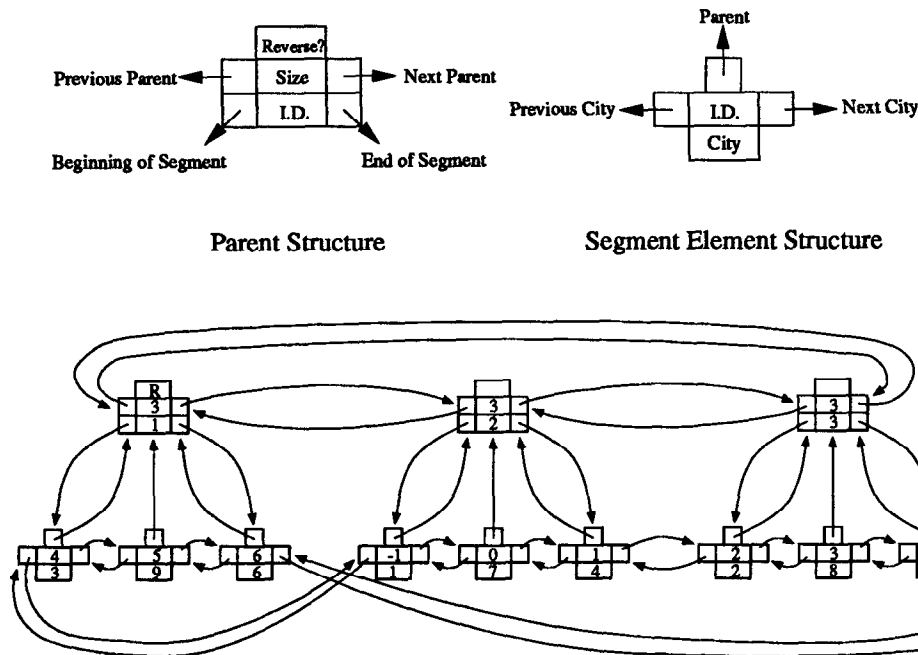 Parent
Reverse?
Previous Parent
Size
Next Parent
Previous City
I.D.
Next City
I.D.
City
Beginning of Segment
End of Segment
Parent Structure
Segment Element Structure
R
3
3
3
1
2
3
4
5
6
-1
0
1
2
3
3
9
6
1
7
4
2
8